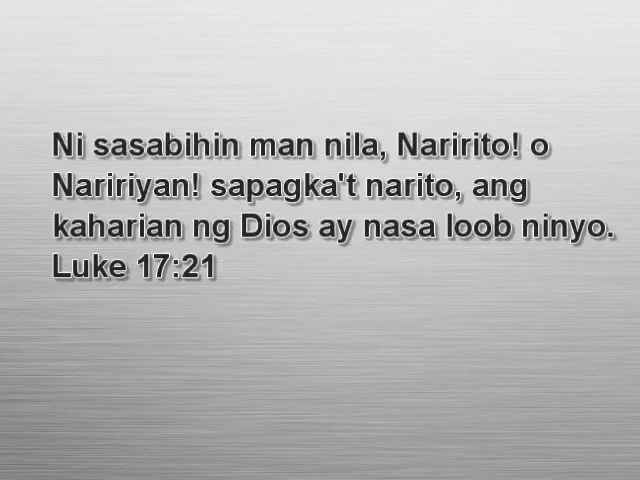 Ni sasabihin man nila, Naririto! o
Naririyan! sapagka't narito, ang
kaharian ng Dios ay nasa loob ninyo.
Luke 17:21